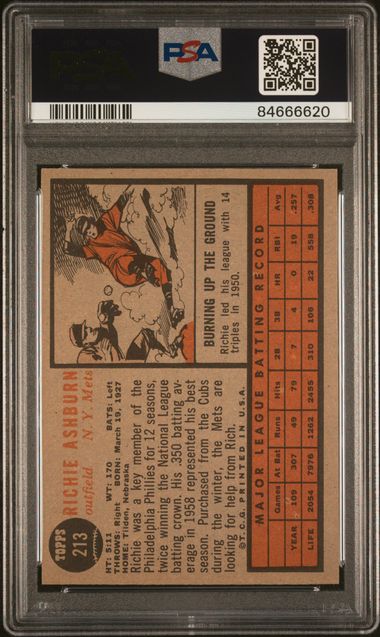 PSA
84666620
TOPPS
213
RICHIE ASHBURN
outfield N.Y. Mets
HT: 5:11 WT: 170 BATS: Left
THROWS: Right BORN: March 19, 1927
HOME: Tilden, Nebraska
Richie was a key member of the
Philadelphia Phillies for 12 seasons,
twice winning the National League
batting crown. His .350 batting av-
erage in 1958 represented his best
season. Purchased from the Cubs
during the winter, the Mets are
looking for help from Rich.
©T.C.G. PRINTED IN U.S.A.
BURNING UP THE GROUND
Richie led his league with 14
triples in 1950.
MAJOR LEAGUE BATTING RECORD
Games At Bat Runs Hits 2B 3B HR RBI Avg
YEAR 109 307 49 79 7 4 0 19 .257
LIFE 2054 7976 1262 2455 310 106 22 558 .308